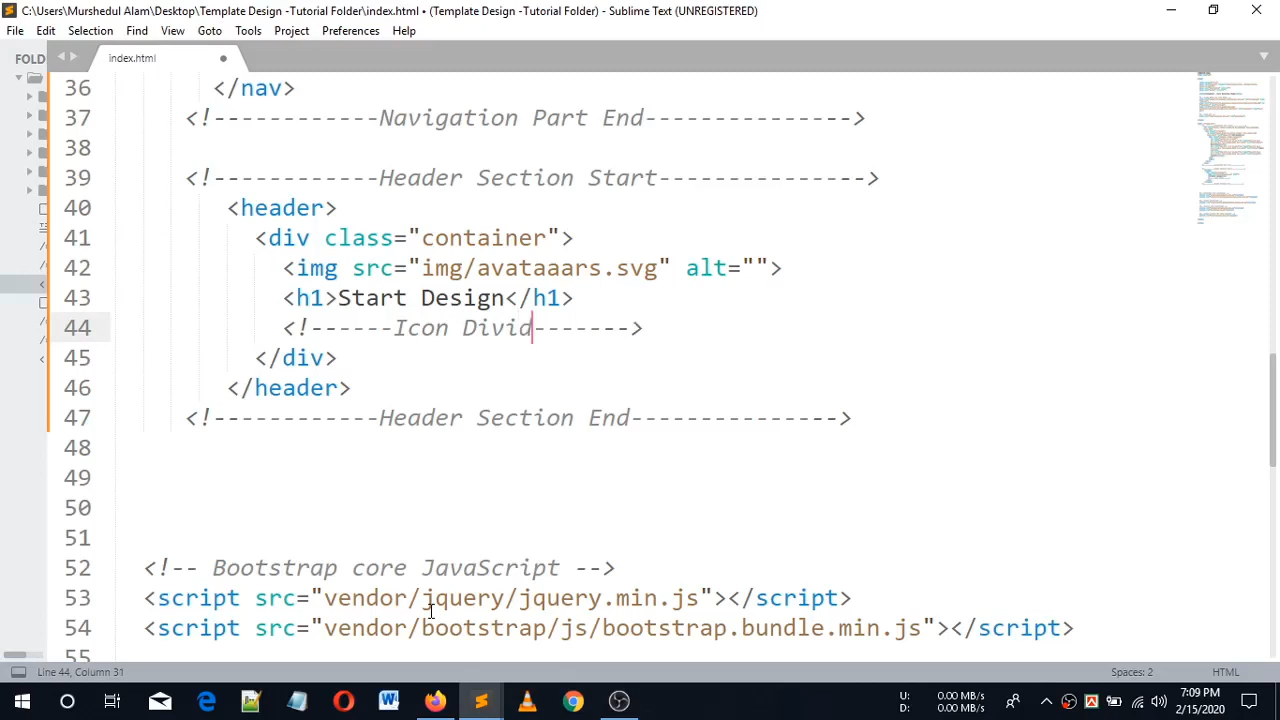 C:\Users\Murshedul Alam\Desktop\Template Design -Tutorial Folder\index.html • (Template Design -Tutorial Folder) - Sublime Text (UNREGISTERED)
File Edit Selection Find View Goto Tools Project Preferences Help
FOLD
index.html
36 </nav>
37 <!------------Navigation Part End--------------->
38
39 <!------------Header Section Start--------------->
40 <header>
41 <div class="container">
42 <img src="img/avataaars.svg" alt="">
43 <h1>Start Design</h1>
44 <!------Icon Divid------->
45 </div>
46 </header>
47 <!------------Header Section End--------------->
48
49
50
51
52 <!-- Bootstrap core JavaScript -->
53 <script src="vendor/jquery/jquery.min.js"></script>
54 <script src="vendor/bootstrap/js/bootstrap.bundle.min.js"></script>
55
Line 44, Column 31
Spaces: 2
HTML
U: 0.00 MB/s
D: 0.00 MB/s
7:09 PM
2/15/2020